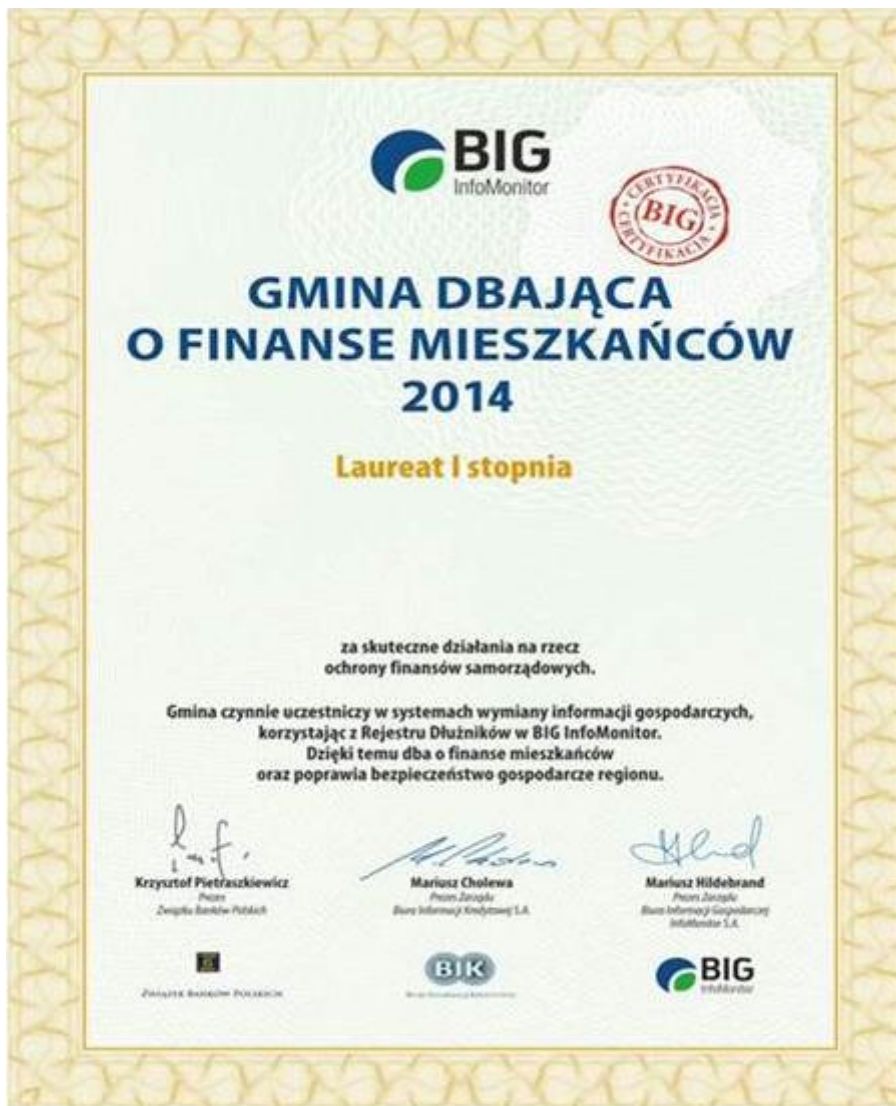 BIG
InfoMonitor
CERTYFIKACJA
BIG
CERTYFIKACJA
GMINA DBAJĄCA
O FINANSE MIESZKAŃCÓW
2014
Laureat I stopnia
za skuteczne działania na rzecz
ochrony finansów samorządowych.
Gmina czynnie uczestniczy w systemach wymiany informacji gospodarczych,
korzystając z Rejestru Dłużników w BIG InfoMonitor.
Dzięki temu dba o finanse mieszkańców
oraz poprawia bezpieczeństwo gospodarcze regionu.
Krzysztof Pietraszkiewicz
Prezes
Związku Banków Polskich
Mariusz Cholewa
Prezes Zarządu
Biura Informacji Kredytowej S.A.
Mariusz Hildebrand
Prezes Zarządu
Biura Informacji Gospodarczej
InfoMonitor S.A.
ZWIĄZEK BANKÓW POLSKICH
BIK
BIG
InfoMonitor